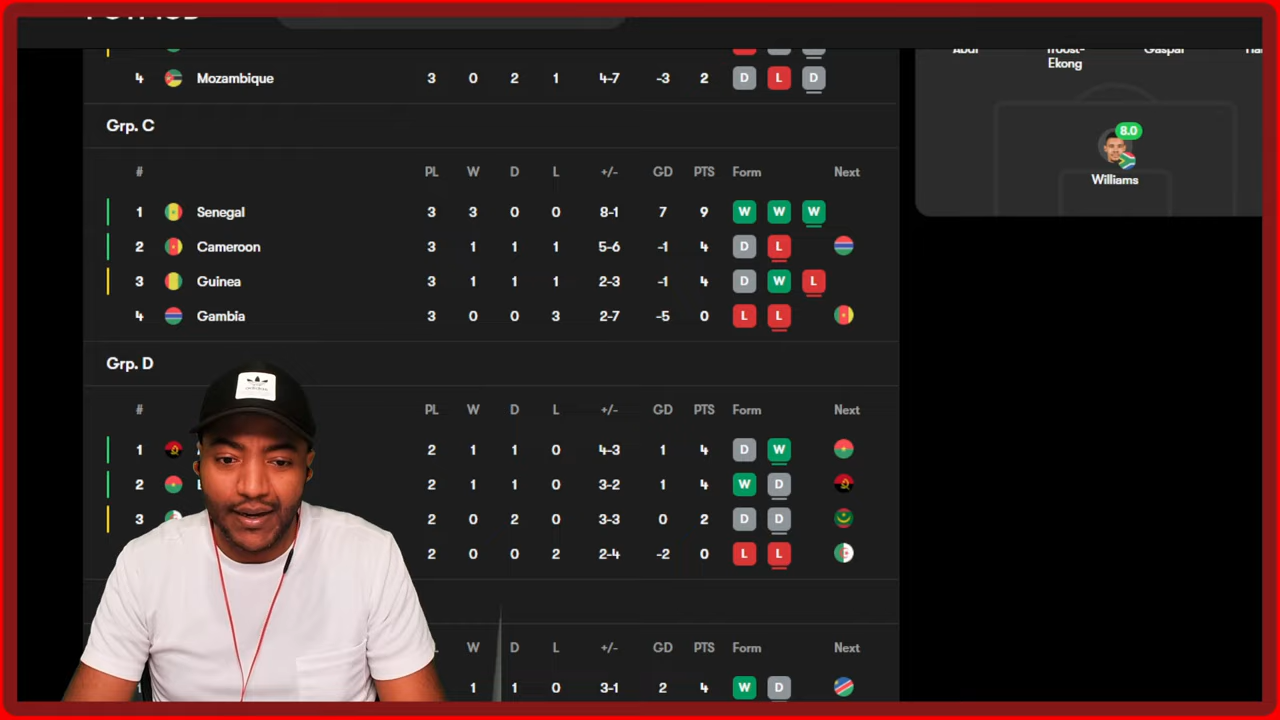 Abdi Troost-Ekong Gaspar
4 Mozambique 3 0 2 1 4-7 -3 2 D L D
8.0
Williams
Grp. C
# PL W D L +/- GD PTS Form Next
1 Senegal 3 3 0 0 8-1 7 9 W W W
2 Cameroon 3 1 1 1 5-6 -1 4 D L
3 Guinea 3 1 1 1 2-3 -1 4 D W L
4 Gambia 3 0 0 3 2-7 -5 0 L L
Grp. D
# PL W D L +/- GD PTS Form Next
1 2 1 1 0 4-3 1 4 D W
2 2 1 1 0 3-2 1 4 W D
3 2 0 2 0 3-3 0 2 D D
2 0 0 2 2-4 -2 0 L L
W D L +/- GD PTS Form Next
1 1 0 3-1 2 4 W D